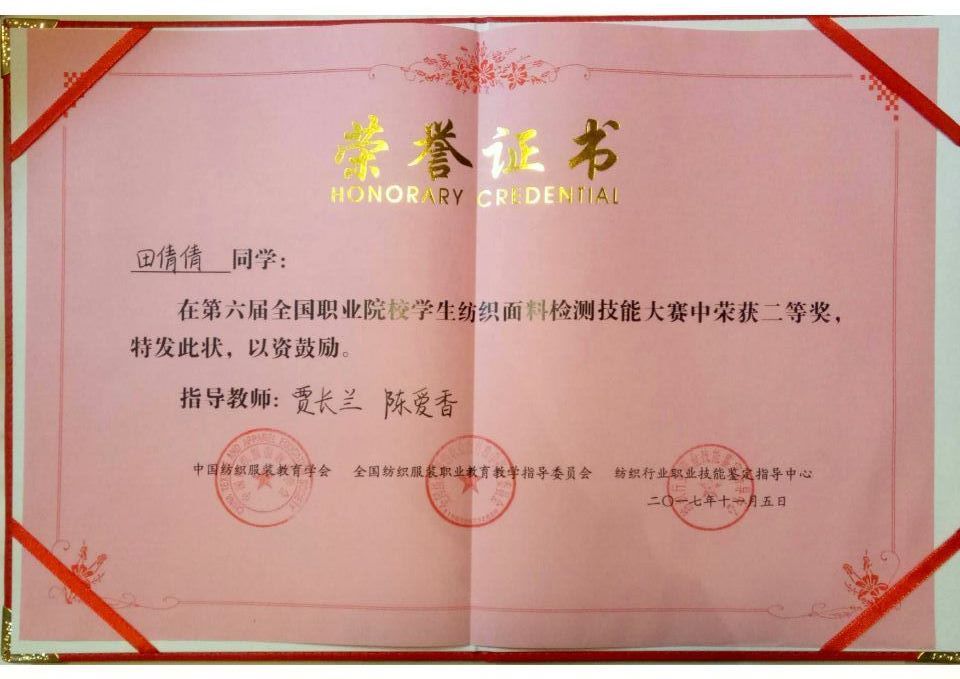 荣誉证书
HONORARY CREDENTIAL
田倩倩 同学:
在第六届全国职业院校学生纺织面料检测技能大赛中荣获二等奖,
特发此状,以资鼓励。
指导教师: 贾长兰 陈爱香
中国纺织服装教育学会 全国纺织服装职业教育教学指导委员会 纺织行业职业技能鉴定指导中心
二〇一七年十一月五日